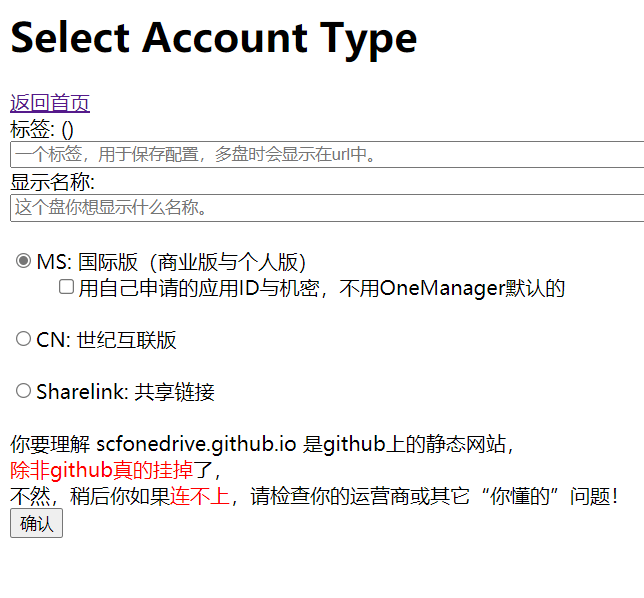 Select Account Type
返回首页
标签: ()
一个标签，用于保存配置，多盘时会显示在url中。
显示名称:
这个盘你想显示什么名称。
MS: 国际版（商业版与个人版）
用自己申请的应用ID与机密，不用OneManager默认的
CN: 世纪互联版
Sharelink: 共享链接
你要理解 scfonedrive.github.io 是github上的静态网站，
除非github真的挂掉了，
不然，稍后你如果连不上，请检查你的运营商或其它“你懂的”问题！
确认